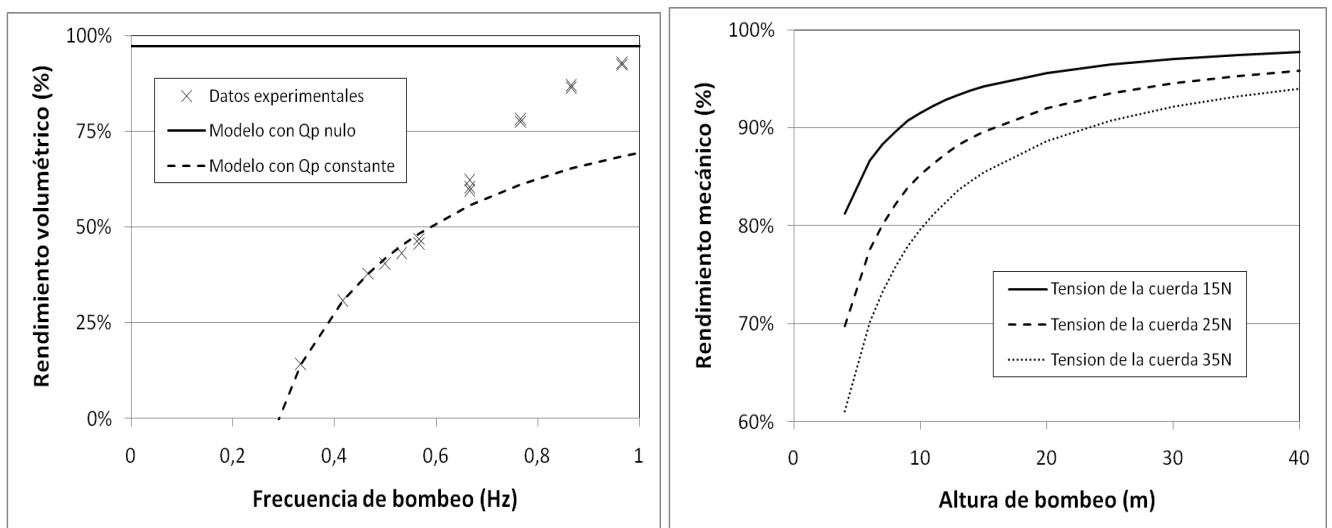 Rendimiento volumétrico (%)
100%
75%
50%
25%
0%
Datos experimentales
Modelo con Qp nulo
Modelo con Qp constante
0
0,2
0,4
0,6
0,8
1
Frecuencia de bombeo (Hz)
Rendimiento mecánico (%)
100%
90%
80%
70%
60%
Tension de la cuerda 15N
Tension de la cuerda 25N
Tension de la cuerda 35N
0
10
20
30
40
Altura de bombeo (m)